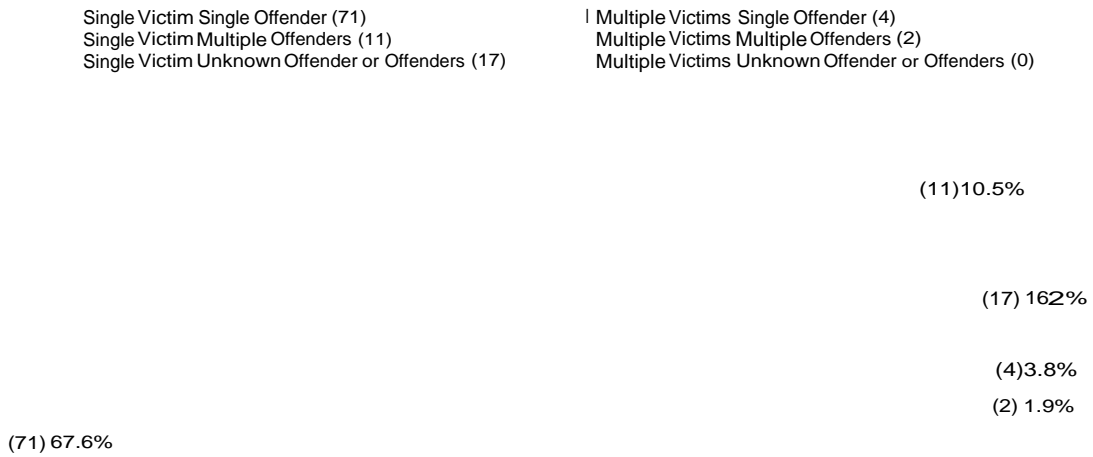 Single Victim Single Offender (71)
Single Victim Multiple Offenders (11)
Single Victim Unknown Offender or Offenders (17)
| Multiple Victims Single Offender (4)
Multiple Victims Multiple Offenders (2)
Multiple Victims Unknown Offender or Offenders (0)
(11)10.5%
(17) 162%
(4)3.8%
(2) 1.9%
(71) 67.6%